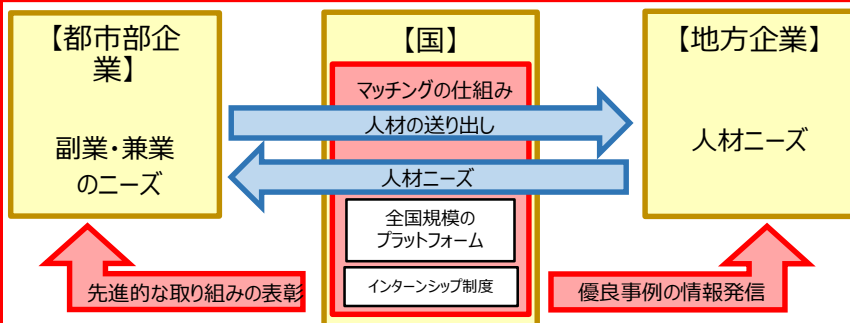 【都市部企
業】
副業・兼業
のニーズ
【国】
マッチングの仕組み
人材の送り出し
人材ニーズ
全国規模の
プラットフォーム
インターンシップ制度
【地方企業】
人材ニーズ
先進的な取り組みの表彰
優良事例の情報発信